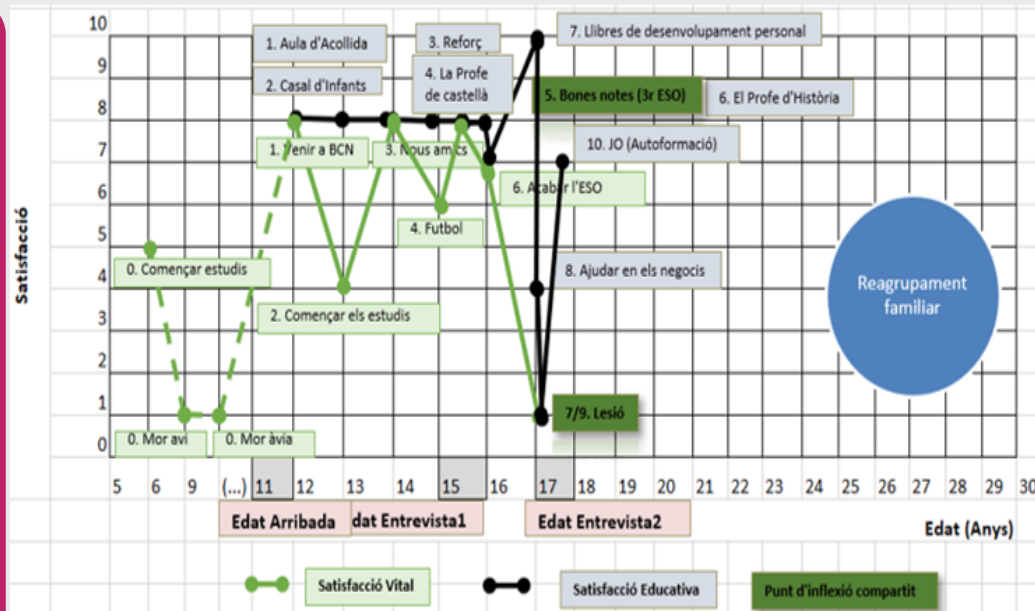 10
9
8
7
6
5
4
3
2
1
0
Satisfacció
1. Aula d'Acollida
2. Casal d'Infants
3. Reforç
4. La Profe
de castellà
7. Llibres de desenvolupament personal
5. Bones notes (3r ESO)
6. El Profe d'Història
10. JO (Autoformació)
1. Venir a BCN
3. Nous amics
6. Acabar l'ESO
4. Futbol
0. Començar estudis
2. Començar els estudis
8. Ajudar en els negocis
Reagrupament
familiar
7/9. Lesió
0. Mor avi
0. Mor àvia
5 6 9 (...) 11 12 13 14 15 16 17 18 19 20 21 22 23 24 25 26 27 28 29 30
Edat Arribada
dat Entrevista1
Edat Entrevista2
Edat (Anys)
Satisfacció Vital
Satisfacció Educativa
Punt d'inflexió compartit